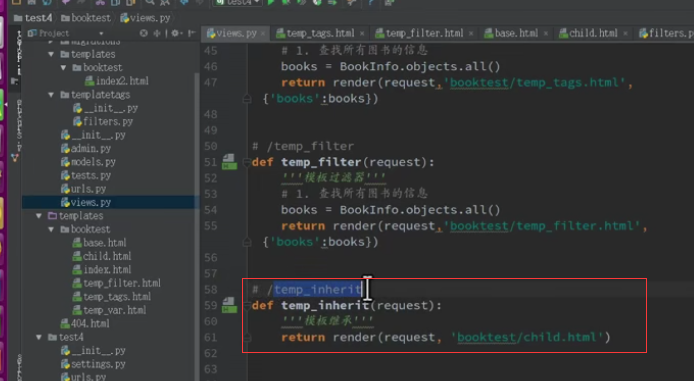 test4
test4
booktest
views.py
Project
views.py
temp_tags.html
temp_filter.html
base.html
child.html
filters.p
migrations
templates
booktest
index2.html
templatetags
__init__.py
filters.py
__init__.py
admin.py
models.py
tests.py
urls.py
views.py
templates
booktest
base.html
child.html
index.html
temp_filter.html
temp_tags.html
temp_var.html
404.html
test4
__init__.py
settings.py
urls.py
45 # 1. 查找所有图书的信息
46 books = BookInfo.objects.all()
47 return render(request,'booktest/temp_tags.html',
{'books':books})
48
49
50 # /temp_filter
51 def temp_filter(request):
52 '''模板过滤器'''
53 # 1. 查找所有图书的信息
54 books = BookInfo.objects.all()
55 return render(request,'booktest/temp_filter.html',
{'books':books})
56
57
58 # /temp_inherit
59 def temp_inherit(request):
60 '''模板继承'''
61 return render(request, 'booktest/child.html')
62
63